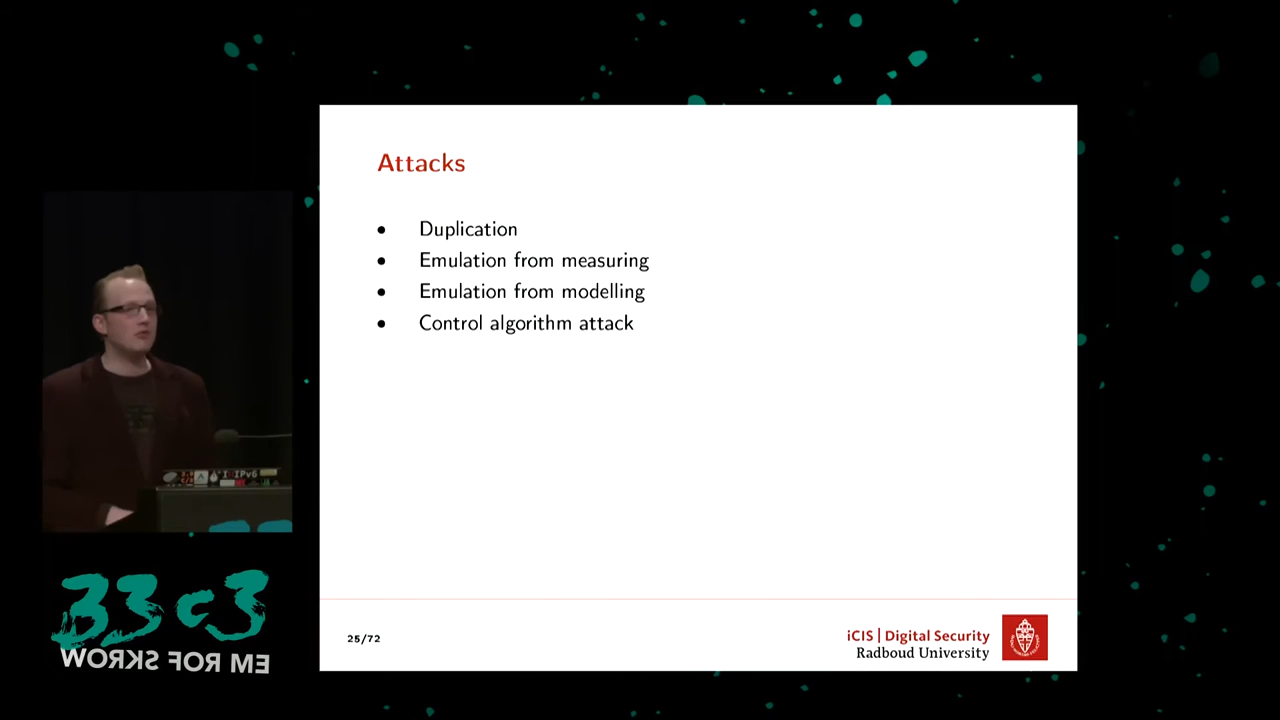 Attacks
• Duplication
• Emulation from measuring
• Emulation from modelling
• Control algorithm attack
25/72
iCIS | Digital Security
Radboud University
IPv6
33c3
WORKS FOR ME